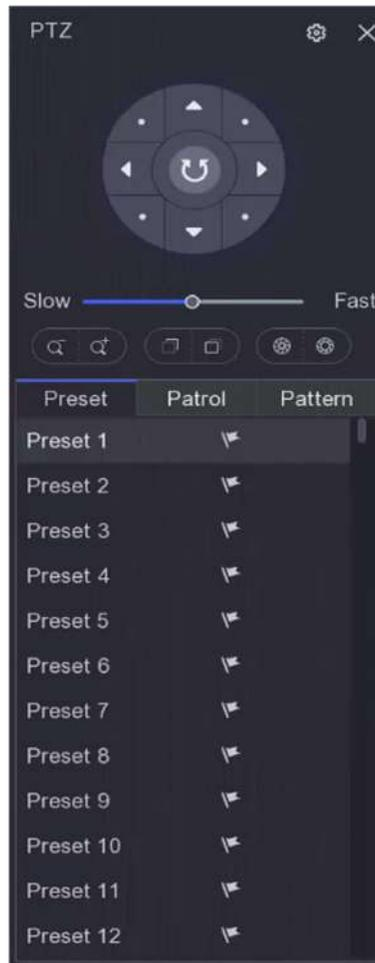 PTZ
Slow Fast
Preset Patrol Pattern
Preset 1
Preset 2
Preset 3
Preset 4
Preset 5
Preset 6
Preset 7
Preset 8
Preset 9
Preset 10
Preset 11
Preset 12